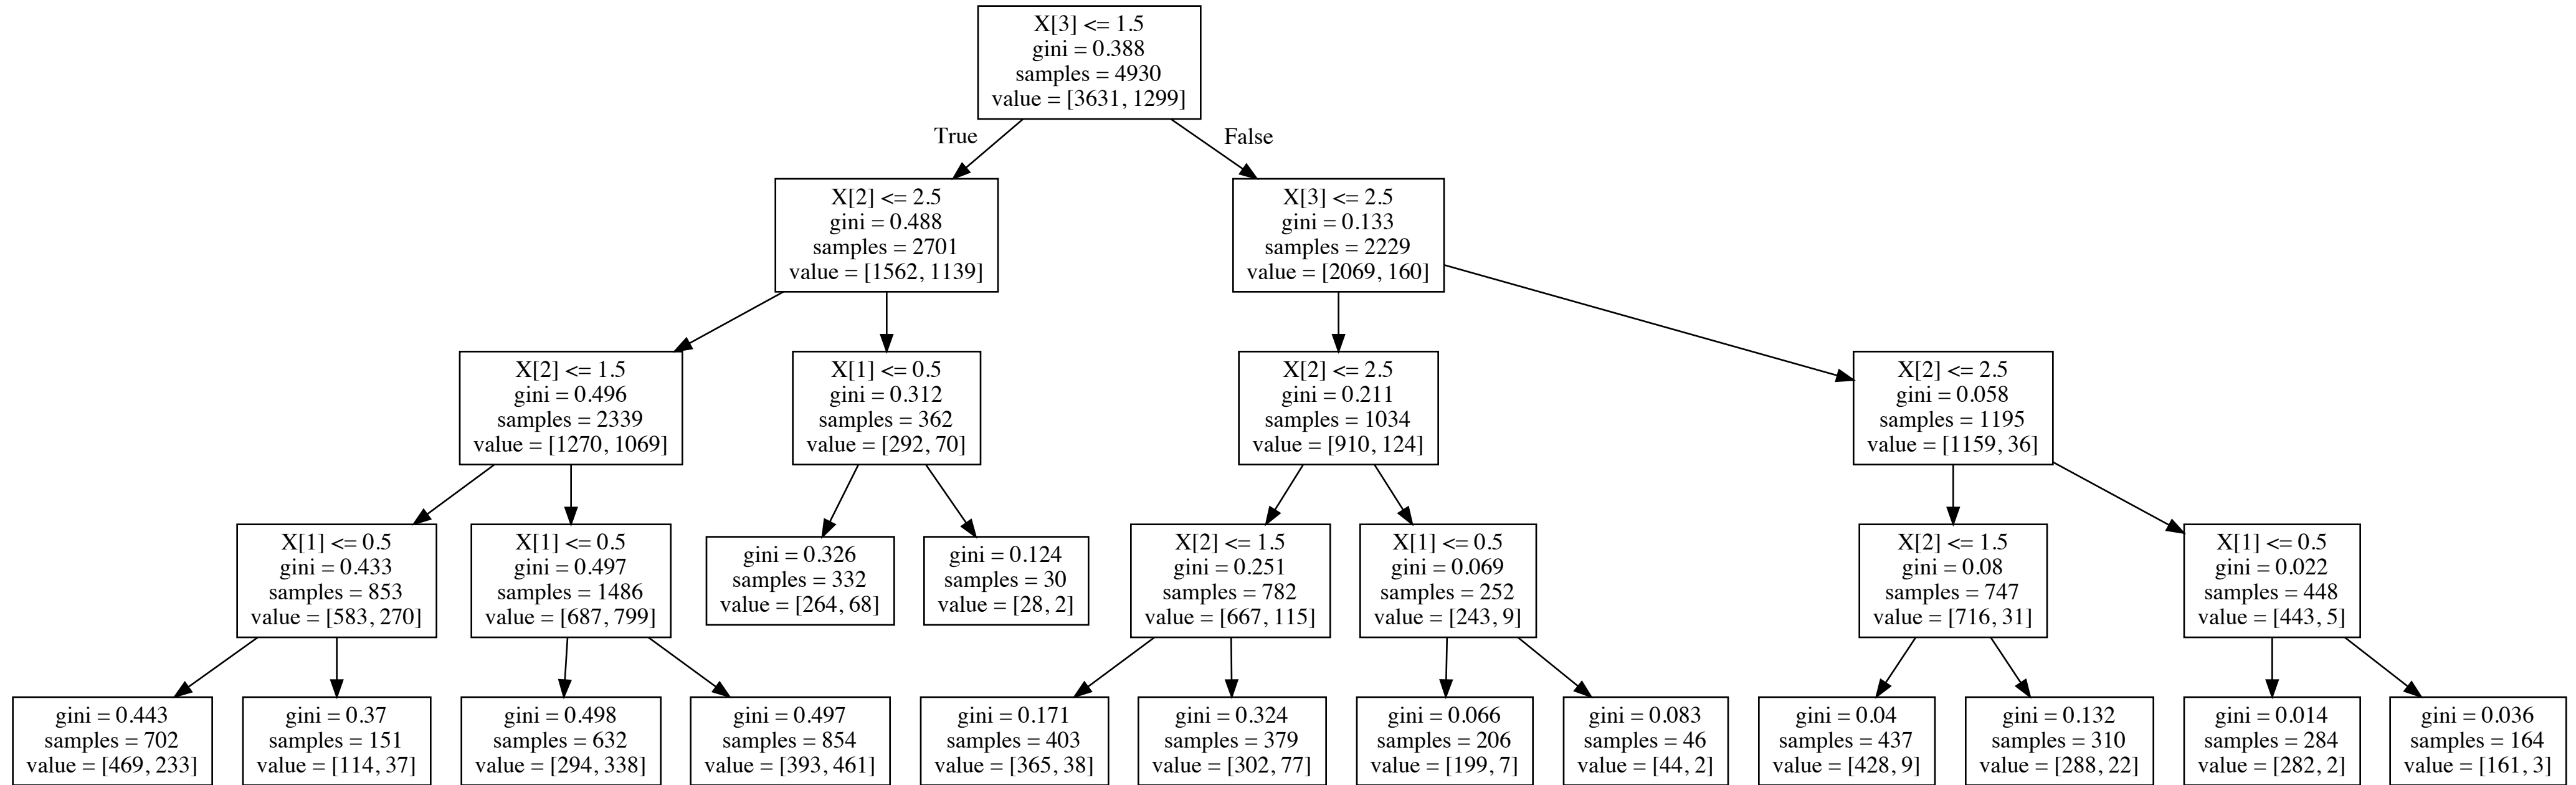 X[3] <= 1.5
gini = 0.388
samples = 4930
value = [3631, 1299]
True
False
X[2] <= 2.5
gini = 0.488
samples = 2701
value = [1562, 1139]
X[3] <= 2.5
gini = 0.133
samples = 2229
value = [2069, 160]
X[2] <= 1.5
gini = 0.496
samples = 2339
value = [1270, 1069]
X[1] <= 0.5
gini = 0.312
samples = 362
value = [292, 70]
X[2] <= 2.5
gini = 0.211
samples = 1034
value = [910, 124]
X[2] <= 2.5
gini = 0.058
samples = 1195
value = [1159, 36]
X[1] <= 0.5
gini = 0.433
samples = 853
value = [583, 270]
X[1] <= 0.5
gini = 0.497
samples = 1486
value = [687, 799]
gini = 0.326
samples = 332
value = [264, 68]
gini = 0.124
samples = 30
value = [28, 2]
X[2] <= 1.5
gini = 0.251
samples = 782
value = [667, 115]
X[1] <= 0.5
gini = 0.069
samples = 252
value = [243, 9]
X[2] <= 1.5
gini = 0.08
samples = 747
value = [716, 31]
X[1] <= 0.5
gini = 0.022
samples = 448
value = [443, 5]
gini = 0.443
samples = 702
value = [469, 233]
gini = 0.37
samples = 151
value = [114, 37]
gini = 0.498
samples = 632
value = [294, 338]
gini = 0.497
samples = 854
value = [393, 461]
gini = 0.171
samples = 403
value = [365, 38]
gini = 0.324
samples = 379
value = [302, 77]
gini = 0.066
samples = 206
value = [199, 7]
gini = 0.083
samples = 46
value = [44, 2]
gini = 0.04
samples = 437
value = [428, 9]
gini = 0.132
samples = 310
value = [288, 22]
gini = 0.014
samples = 284
value = [282, 2]
gini = 0.036
samples = 164
value = [161, 3]